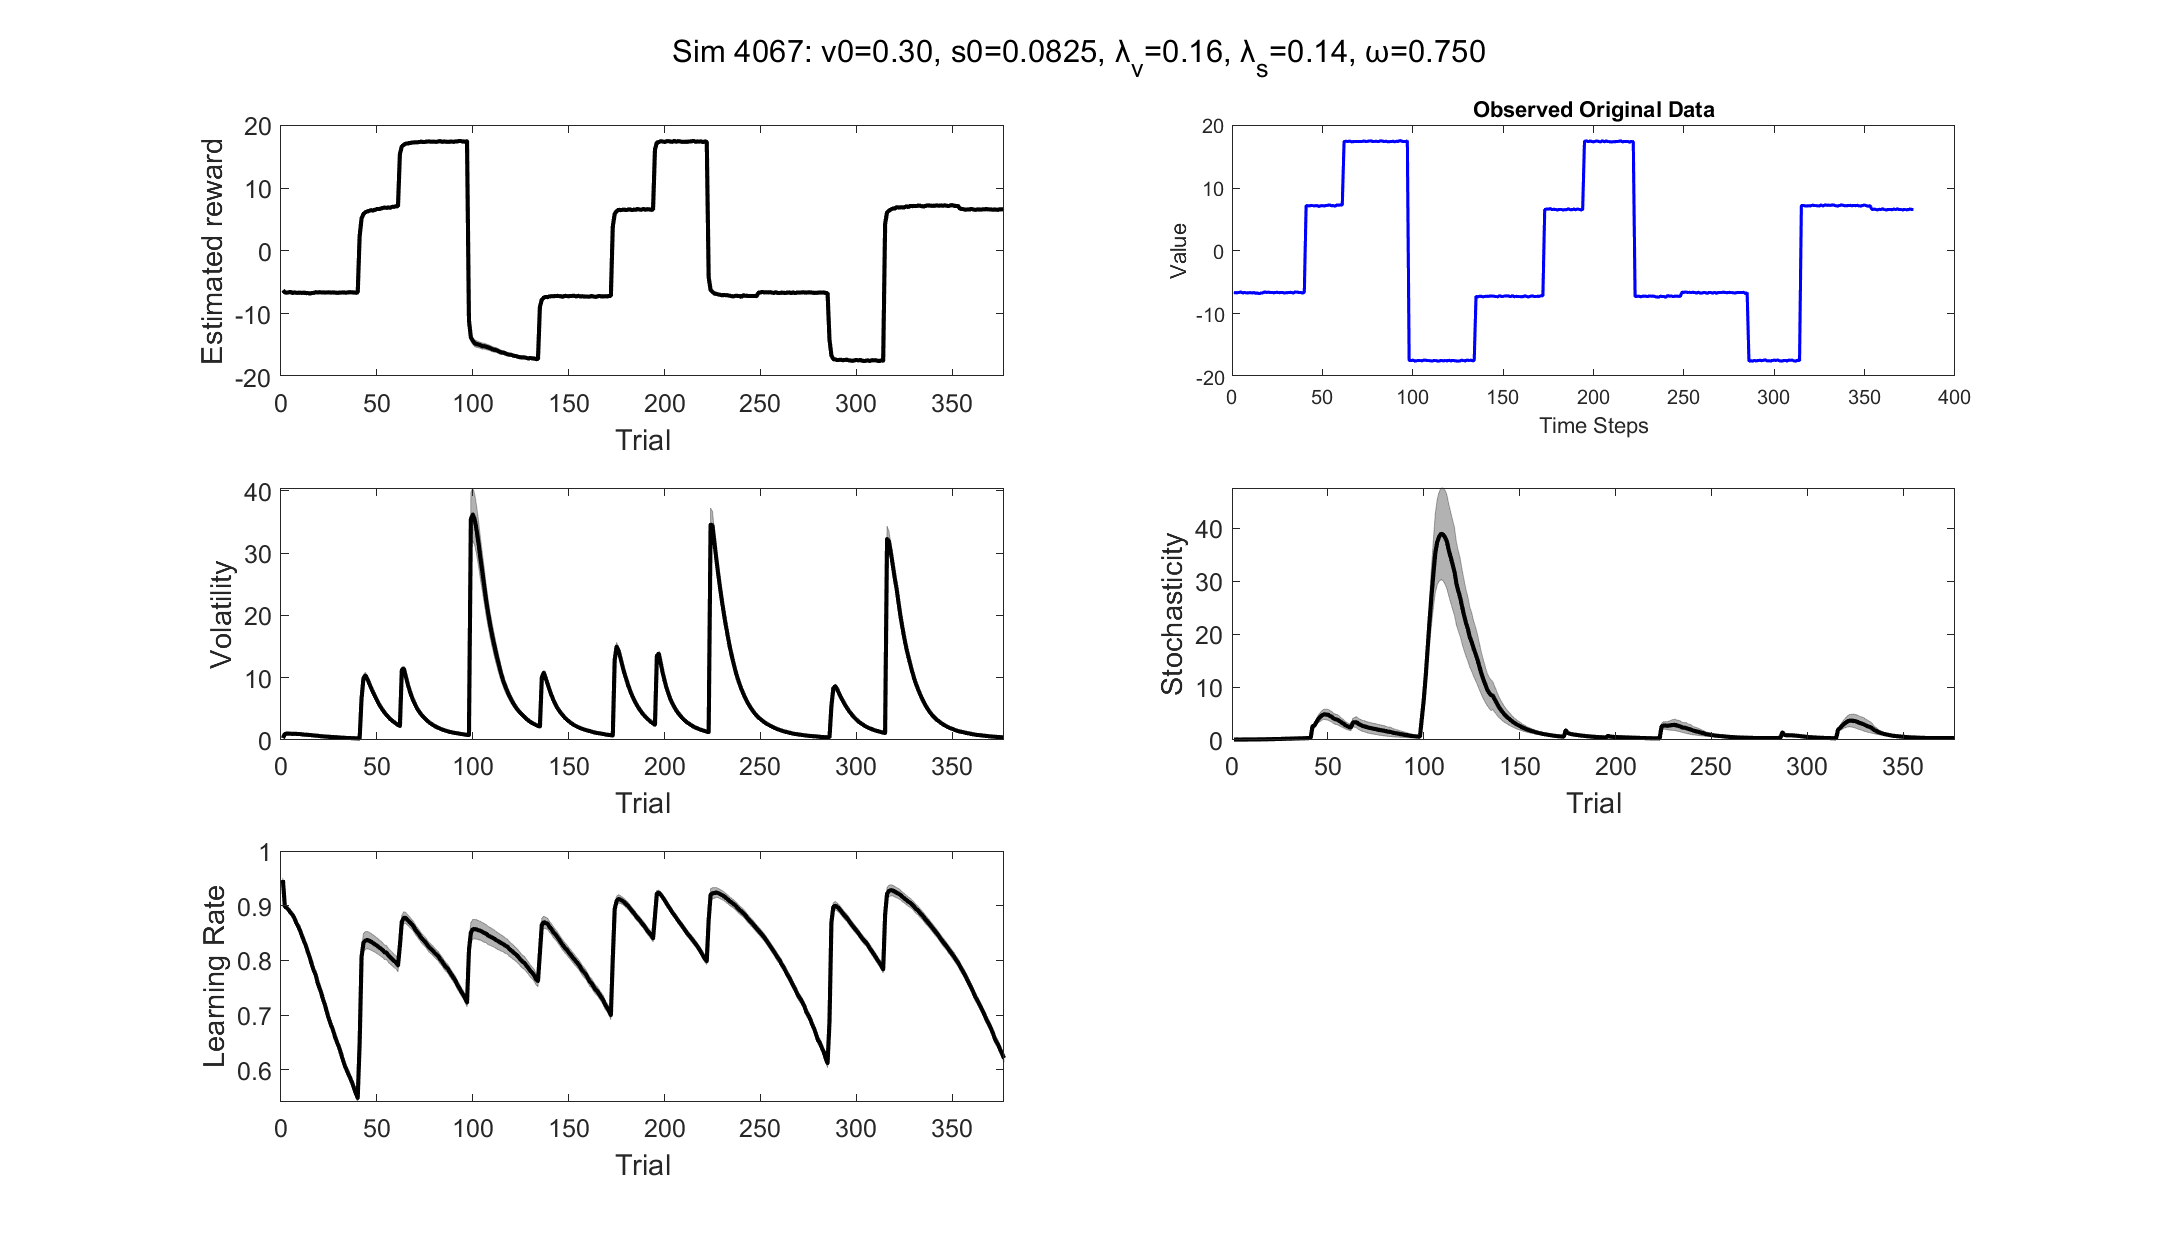 Sim 4067: v0=0.30, s0=0.0825, λ_v=0.16, λ_s=0.14, ω=0.750
Estimated reward
20
10
0
-10
-20
0 50 100 150 200 250 300 350
Trial
Observed Original Data
Value
20
10
0
-10
-20
0 50 100 150 200 250 300 350 400
Time Steps
Volatility
40
30
20
10
0
0 50 100 150 200 250 300 350
Trial
Stochasticity
40
30
20
10
0
0 50 100 150 200 250 300 350
Trial
Learning Rate
1
0.9
0.8
0.7
0.6
0 50 100 150 200 250 300 350
Trial